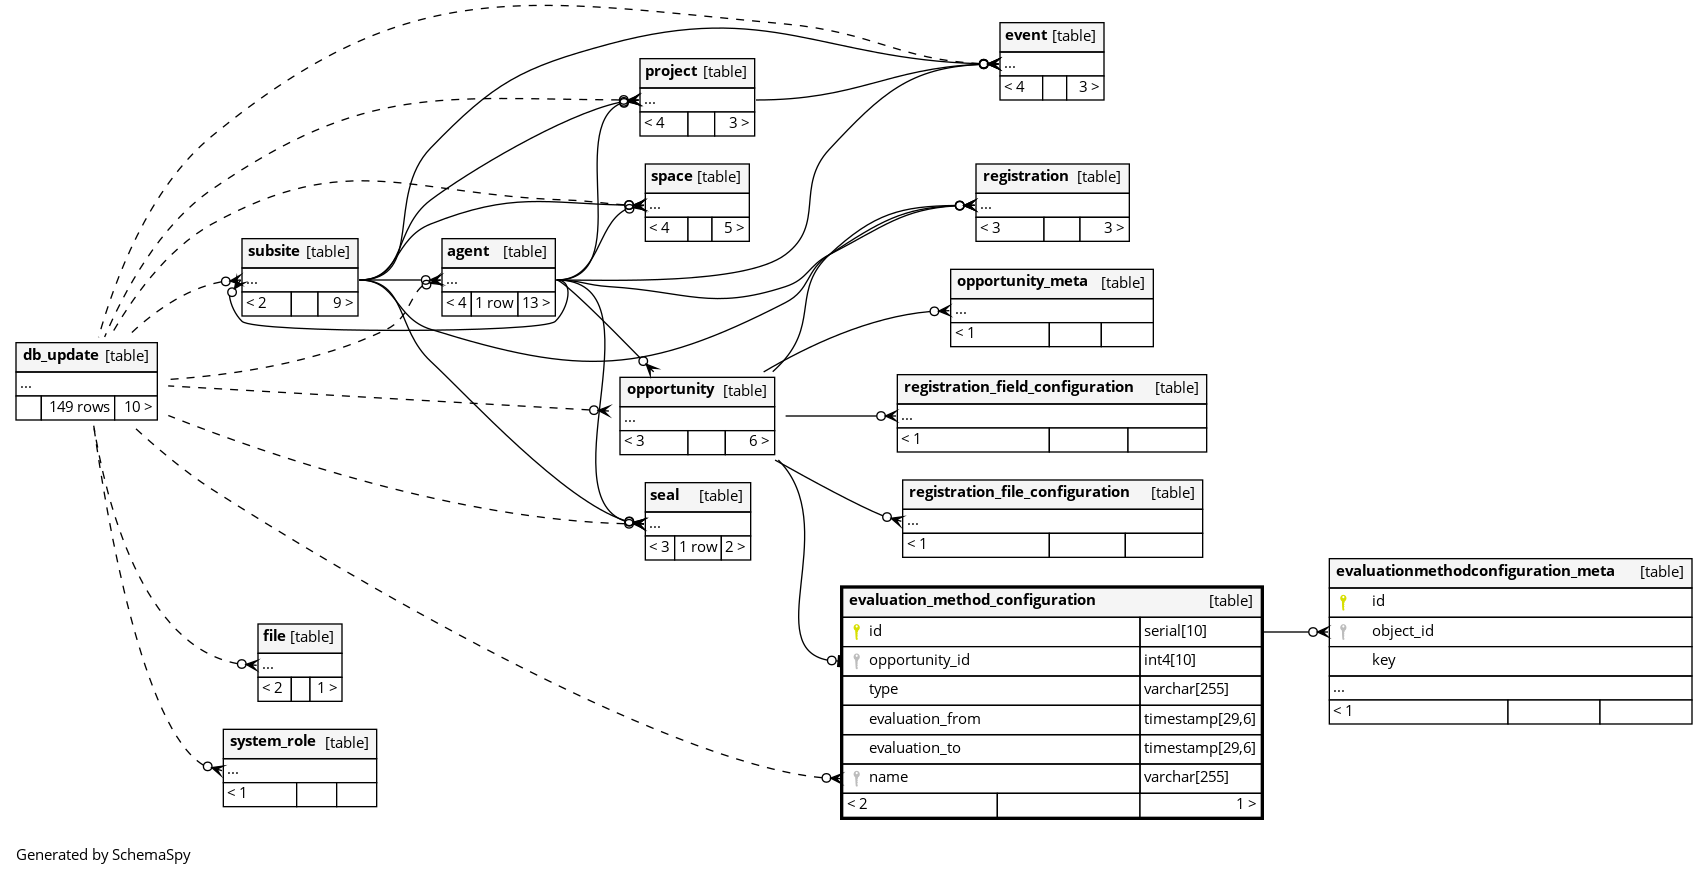 event [table]
...
< 4 3 >
project [table]
...
< 4 3 >
space [table]
...
< 4 5 >
registration [table]
...
< 3 3 >
subsite [table]
...
< 2 9 >
agent [table]
...
< 4 1 row 13 >
opportunity_meta [table]
...
< 1
db_update [table]
...
149 rows 10 >
opportunity [table]
...
< 3 6 >
registration_field_configuration [table]
...
< 1
seal [table]
...
< 3 1 row 2 >
registration_file_configuration [table]
...
< 1
evaluation_method_configuration [table]
id serial[10]
opportunity_id int4[10]
type varchar[255]
evaluation_from timestamp[29,6]
evaluation_to timestamp[29,6]
name varchar[255]
< 2 1 >
evaluationmethodconfiguration_meta [table]
id
object_id
key
...
< 1
file [table]
...
< 2 1 >
system_role [table]
...
< 1
Generated by SchemaSpy